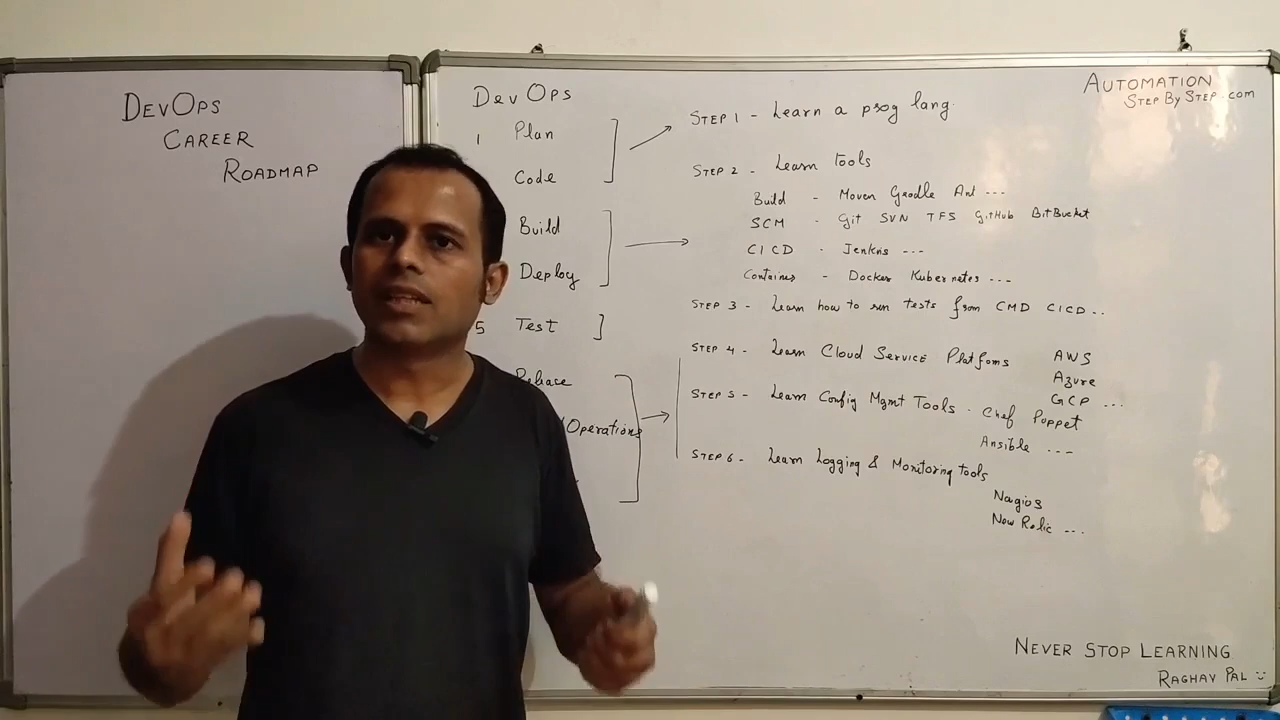 DEVOPS
CAREER
ROADMAP
DevOps
1 Plan
Code
Build
Deploy
5 Test
Release
/Operations
AUTOMATION
STEP BY STEP.COM
STEP 1 - Learn a prog lang.
STEP 2 - Learn tools
Build - Maven Gradle Ant ...
SCM - Git SVN TFS GitHub BitBucket
CICD - Jenkins ...
Containers - Docker Kubernetes ...
STEP 3 - Learn how to run tests from CMD CICD..
STEP 4 - Learn Cloud Service Platfoms AWS
Azure
GCP ...
STEP 5 - Learn Config Mgmt Tools - Chef Puppet
Ansible ...
STEP 6 - Learn Logging & Monitoring tools
Nagios
New Relic ...
NEVER STOP LEARNING
RAGHAV PAL